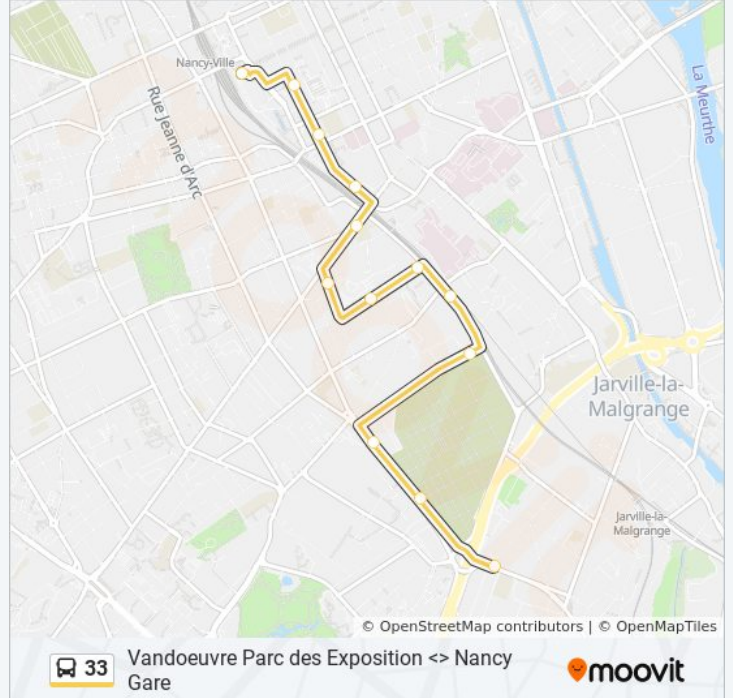 Nancy-Ville
Rue Jeanne d'Arc
La Meurthe
Jarville-la-
Malgrange
Jarville-la-
Malgrange
© OpenStreetMap contributors | © OpenMapTiles
33
Vandoeuvre Parc des Exposition <> Nancy
Gare
moovit